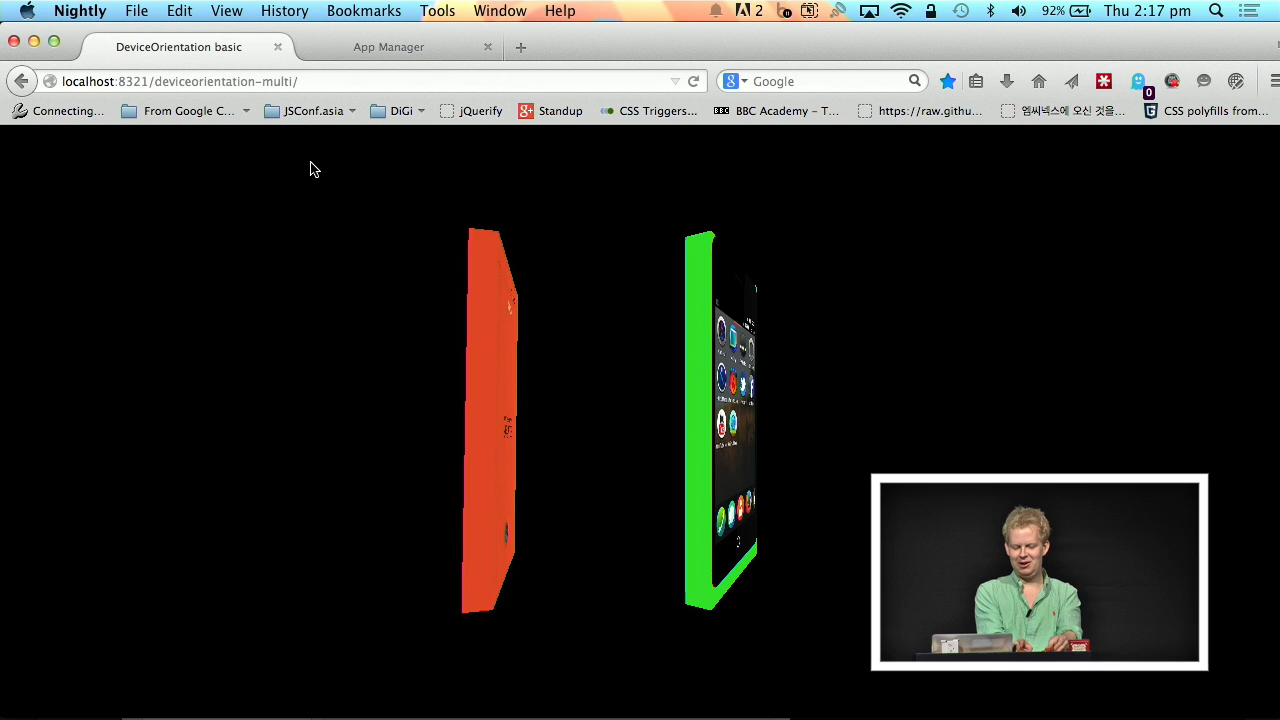 Nightly File Edit View History Bookmarks Tools Window Help 2 92% Thu 2:17 pm
DeviceOrientation basic App Manager
localhost:8321/deviceorientation-multi/ Google
Connecting... From Google C... JSConf.asia DiGi jQuerify Standup CSS Triggers... BBC Academy - T... https://raw.githu... 엠씨넥스에 오신 것을... CSS polyfills from...
0